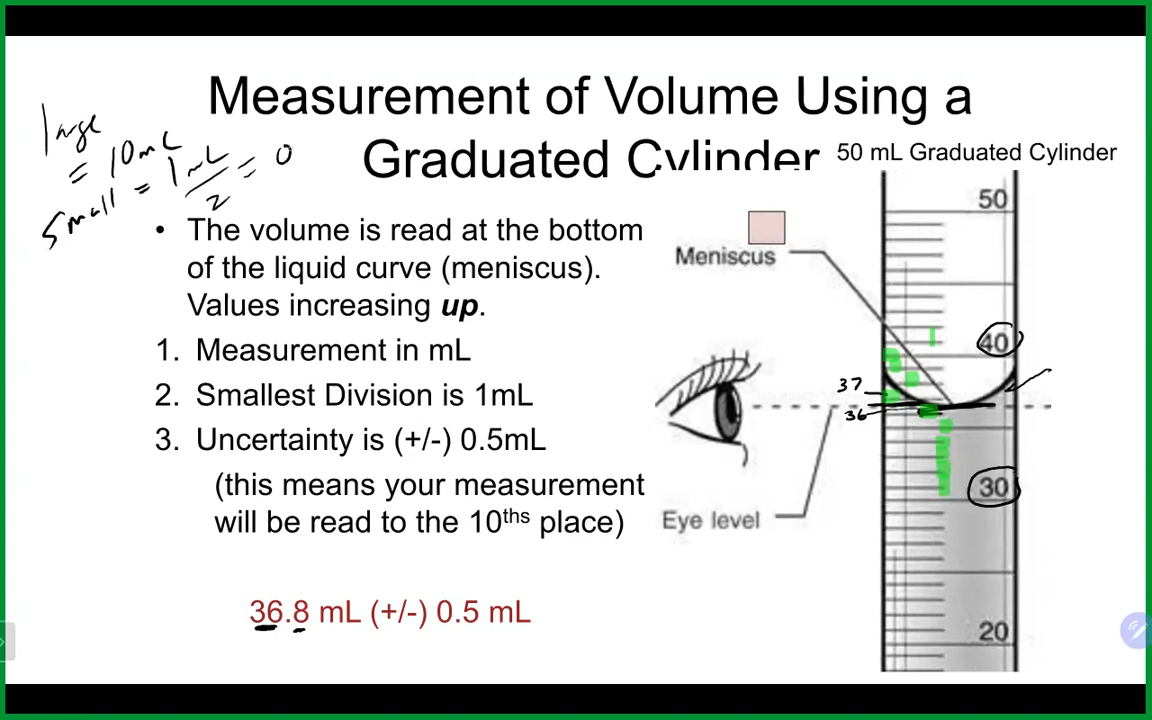 Measurement of Volume Using a
Graduated Cylinder
50 mL Graduated Cylinder
large
= 10mL
small = 1mL/2 = 0
• The volume is read at the bottom
of the liquid curve (meniscus).
Values increasing up.
1. Measurement in mL
2. Smallest Division is 1mL
3. Uncertainty is (+/-) 0.5mL
(this means your measurement
will be read to the 10ths place)
36.8 mL (+/-) 0.5 mL
Meniscus
Eye level
50
40
37
36
30
20